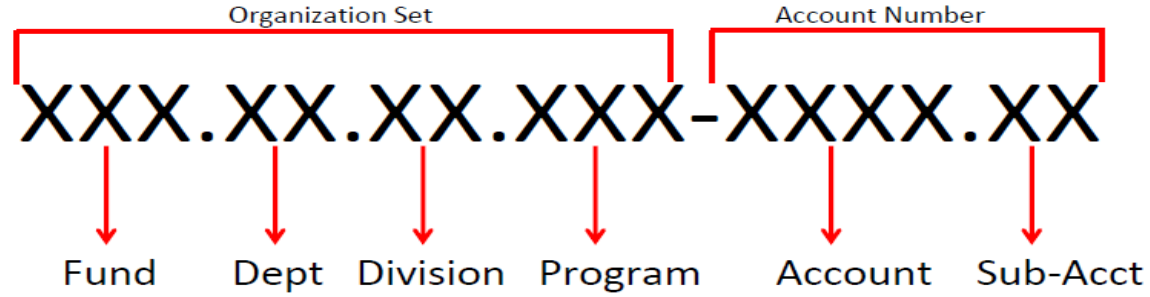 Organization Set Account Number
XXX.XX.XX.XXX-XXXX.XX
Fund Dept Division Program Account Sub-Acct